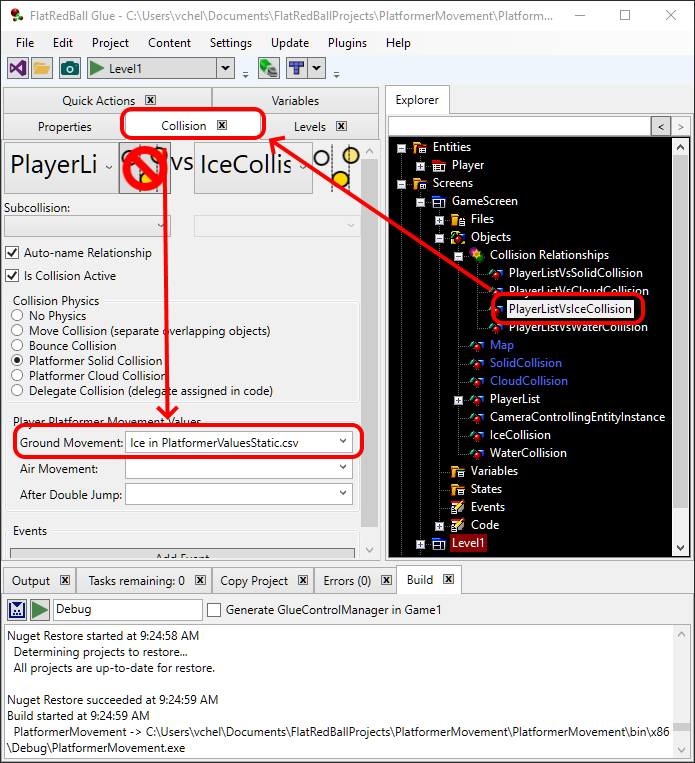 FlatRedBall Glue - C:\Users\vchel\Documents\FlatRedBallProjects\PlatformerMovement\Platform...
File Edit Project Content Settings Update Plugins Help
Level1
Quick Actions Variables
Properties Collision Levels
PlayerLi vs IceCollis
Subcollision:
Auto-name Relationship
Is Collision Active
Collision Physics
No Physics
Move Collision (separate overlapping objects)
Bounce Collision
Platformer Solid Collision
Platformer Cloud Collision
Delegate Collision (delegate assigned in code)
Player Platformer Movement Values
Ground Movement: Ice in PlatformerValuesStatic.csv
Air Movement:
After Double Jump:
Events
Add Event
Explorer
< >
Entities
Player
Screens
GameScreen
Files
Objects
Collision Relationships
PlayerListVsSolidCollision
PlayerListVsCloudCollision
PlayerListVsIceCollision
PlayerListVsWaterCollision
Map
SolidCollision
CloudCollision
PlayerList
CameraControllingEntityInstance
IceCollision
WaterCollision
Variables
States
Events
Code
Level1
Output Tasks remaining: 0 Copy Project Errors (0) Build
Debug Generate GlueControlManager in Game1
Nuget Restore started at 9:24:58 AM
Determining projects to restore...
All projects are up-to-date for restore.
Nuget Restore succeeded at 9:24:59 AM
Build started at 9:24:59 AM
PlatformerMovement -> C:\Users\vchel\Documents\FlatRedBallProjects\PlatformerMovement\PlatformerMovement\bin\x86
\Debug\PlatformerMovement.exe